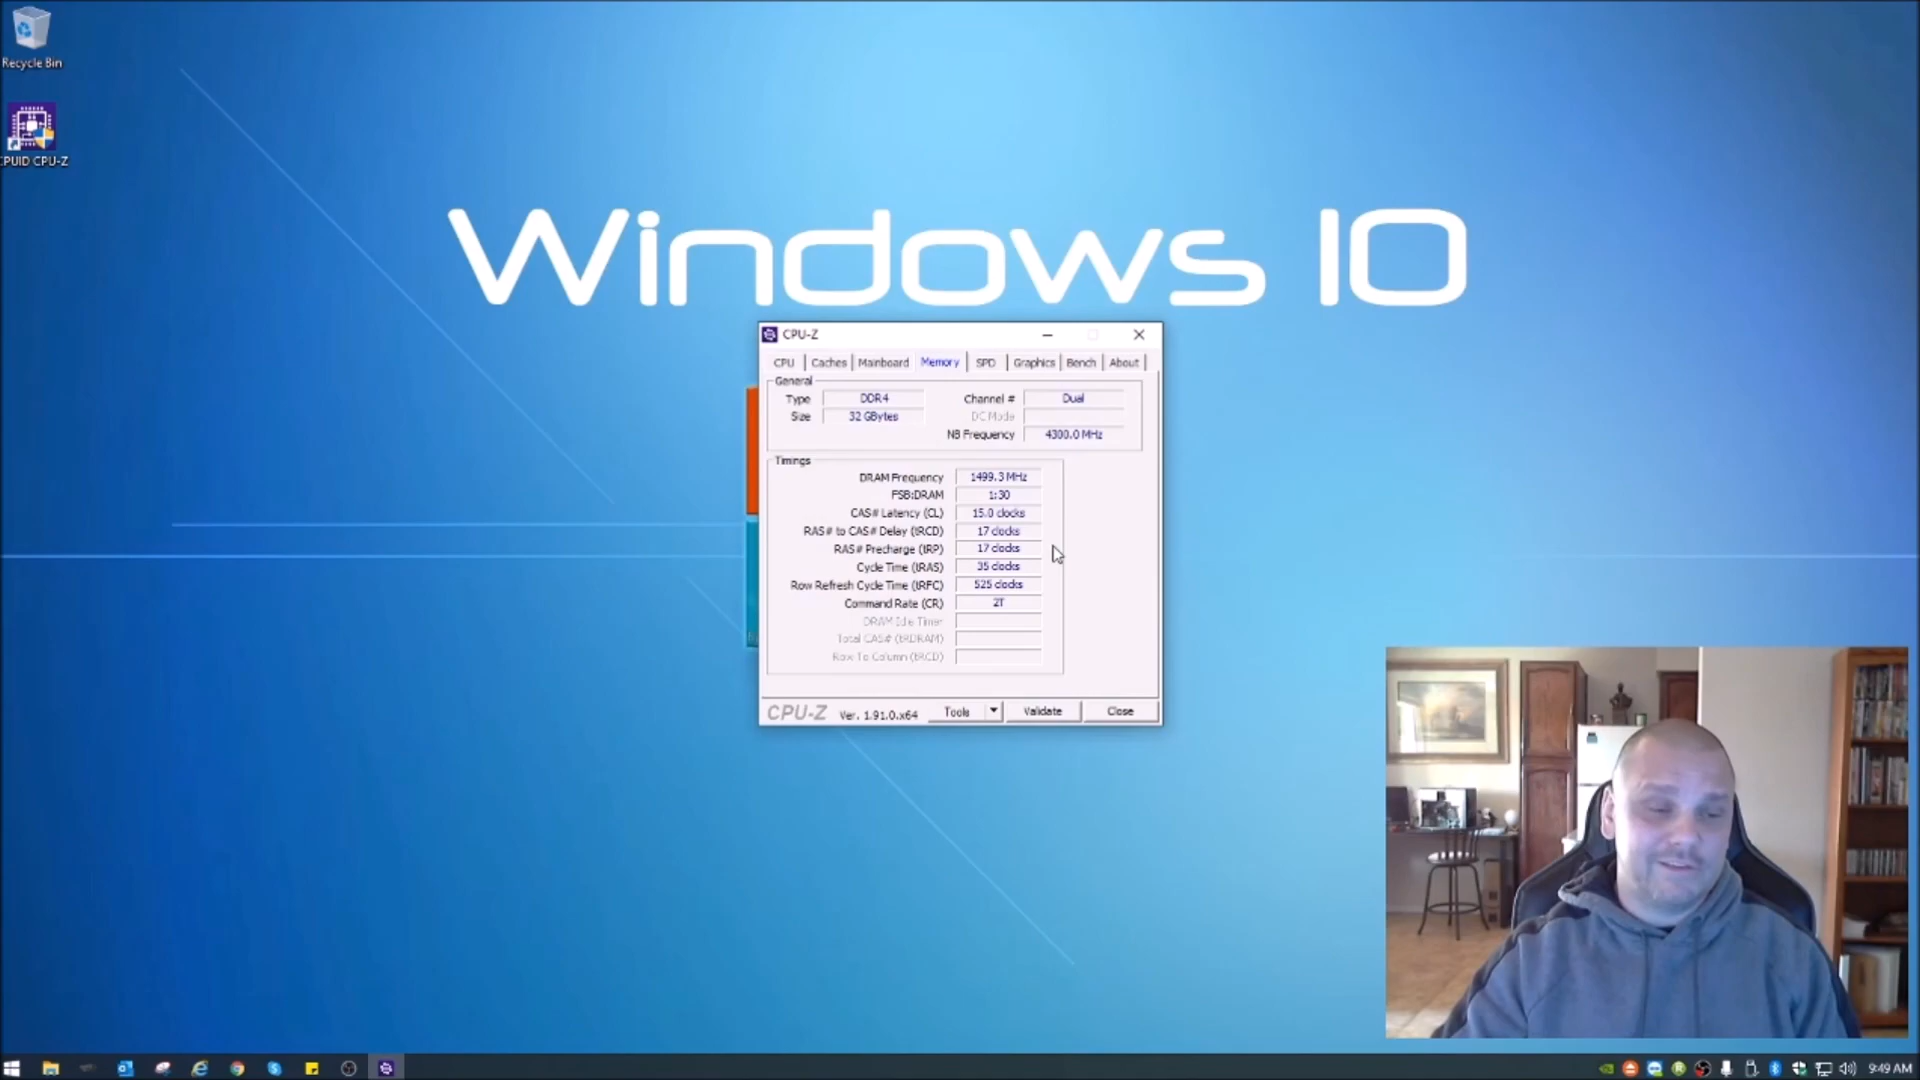 Recycle Bin
CPUID CPU-Z
Windows 10
CPU-Z
CPU Caches Mainboard Memory SPD Graphics Bench About
General
Type DDR4 Channel # Dual
Size 32 GBytes DC Mode
NB Frequency 4300.0 MHz
Timings
DRAM Frequency 1499.3 MHz
FSB:DRAM 1:30
CAS# Latency (CL) 15.0 clocks
RAS# to CAS# Delay (tRCD) 17 clocks
RAS# Precharge (tRP) 17 clocks
Cycle Time (tRAS) 35 clocks
Row Refresh Cycle Time (tRFC) 525 clocks
Command Rate (CR) 2T
DRAM Idle Timer
Total CAS# (tRDRAM)
Row To Column (tRCD)
CPU-Z Ver. 1.91.0.x64 Tools Validate Close
9:49 AM